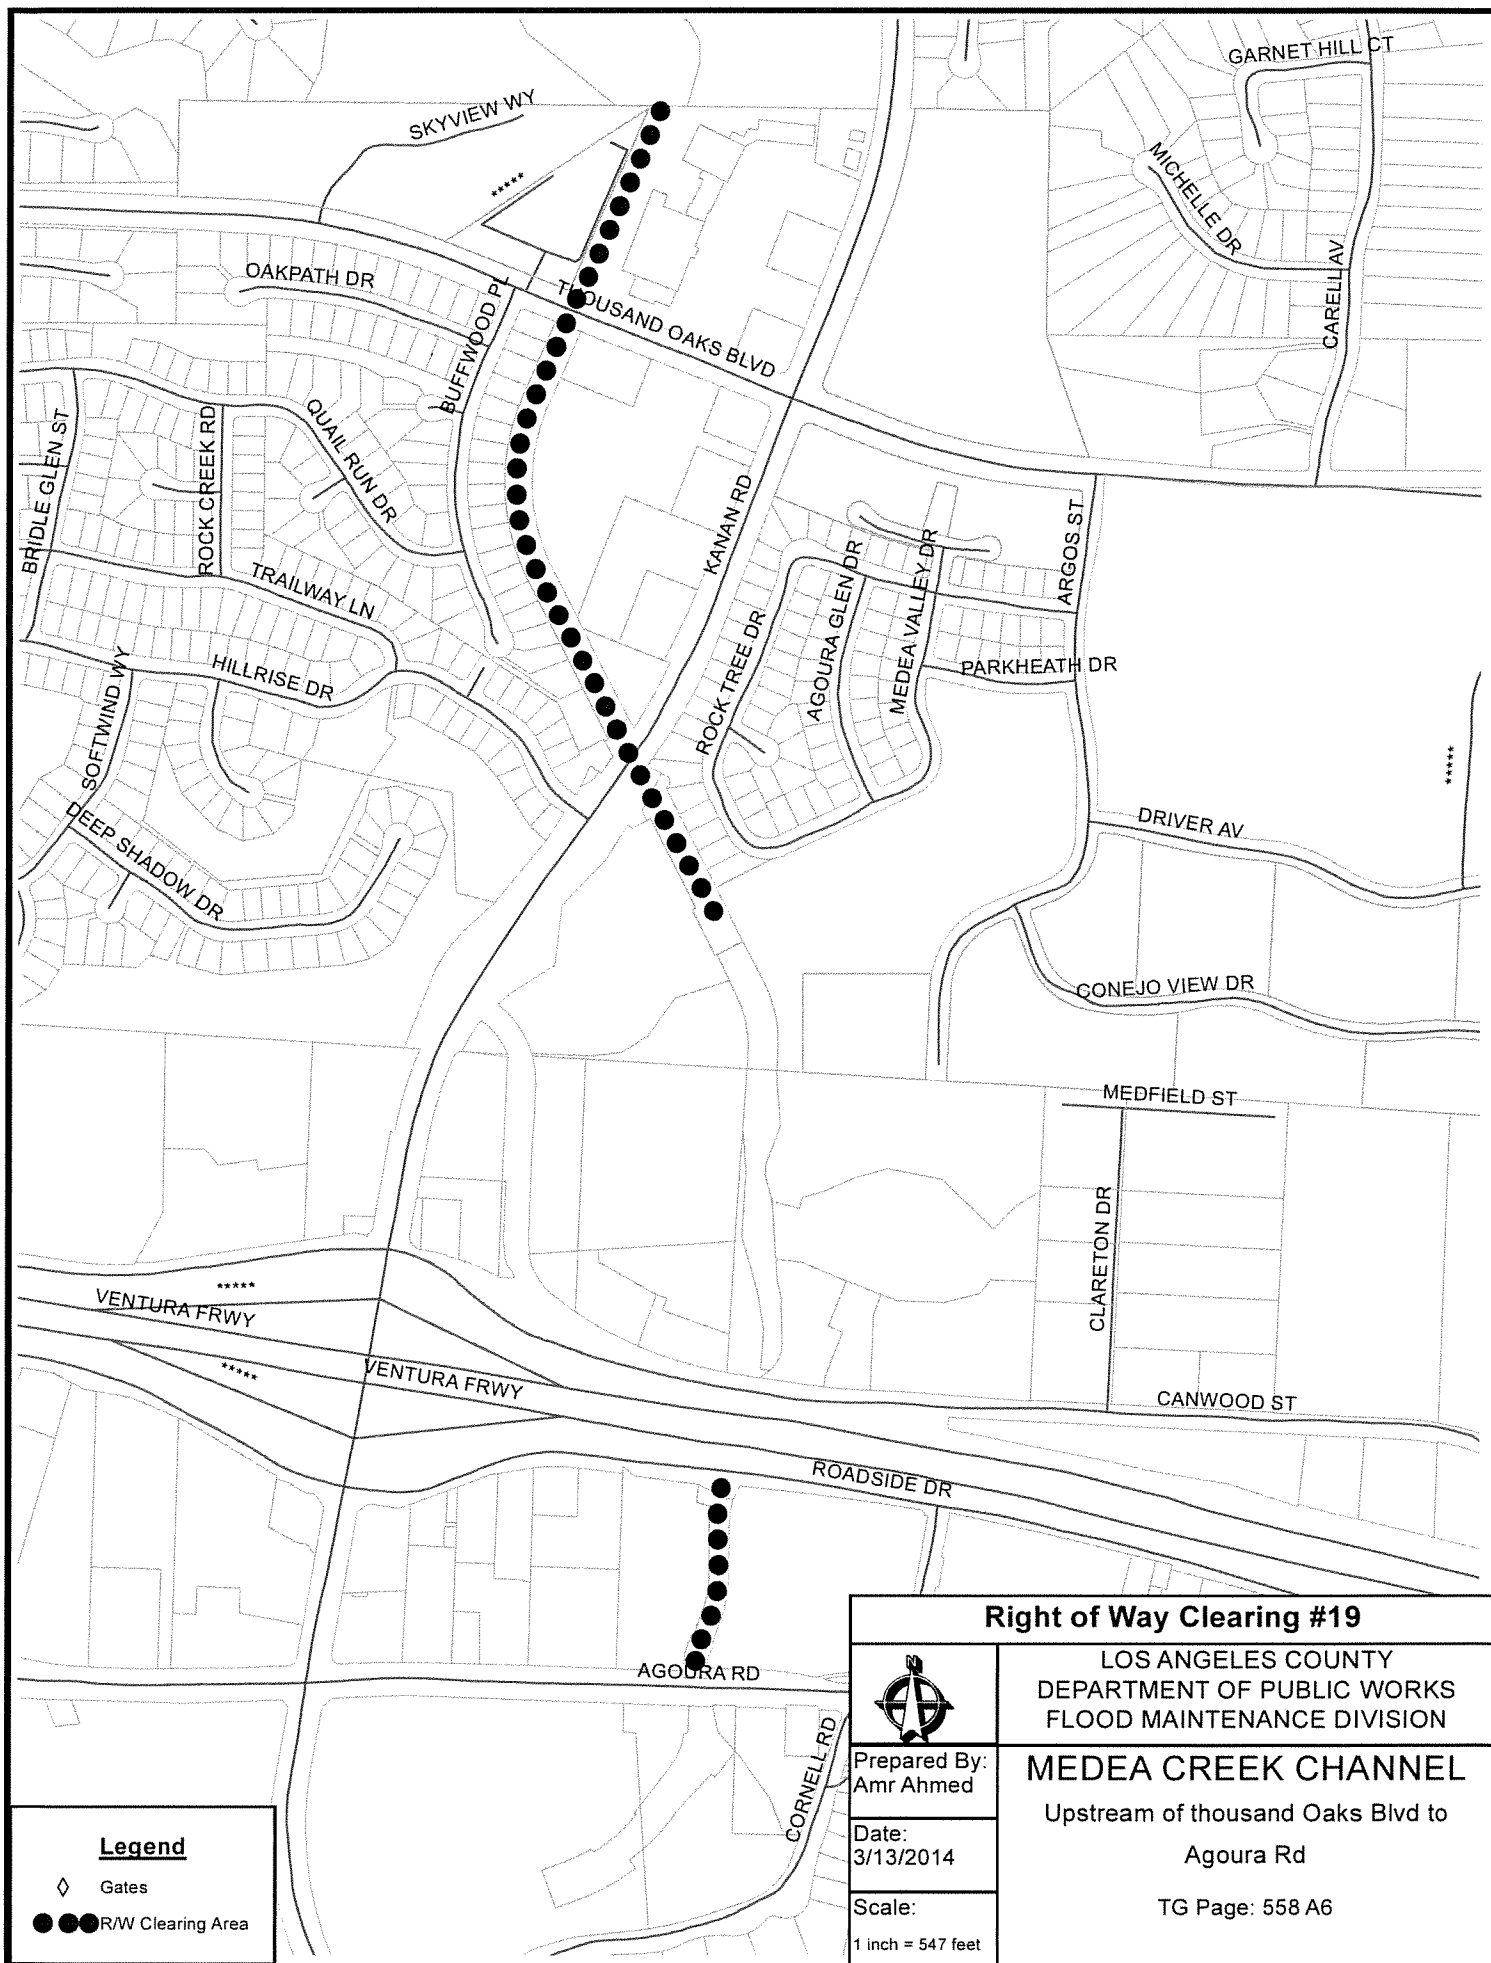 GARNET HILL CT
SKYVIEW WY
*****
MICHELLE DR
CARELL AV
OAKPATH DR
BUFFWOOD PL
THOUSAND OAKS BLVD
BRIDLE GLEN ST
ROCK CREEK RD
QUAIL RUN DR
KANAN RD
TRAILWAY LN
ROCK TREE DR
AGOURA GLEN DR
MEDEA VALLEY DR
ARGOS ST
PARKHEATH DR
HILLRISE DR
SOFTWIND WY
*****
DEEP SHADOW DR
DRIVER AV
CONEJO VIEW DR
MEDFIELD ST
CLARETON DR
*****
VENTURA FRWY
*****
VENTURA FRWY
CANWOOD ST
ROADSIDE DR
AGOURA RD
CORNELL RD
Right of Way Clearing #19
N
LOS ANGELES COUNTY
DEPARTMENT OF PUBLIC WORKS
FLOOD MAINTENANCE DIVISION
Prepared By:
Amr Ahmed
Date:
3/13/2014
Scale:
1 inch = 547 feet
MEDEA CREEK CHANNEL
Upstream of thousand Oaks Blvd to
Agoura Rd
TG Page: 558 A6
Legend
Gates
R/W Clearing Area